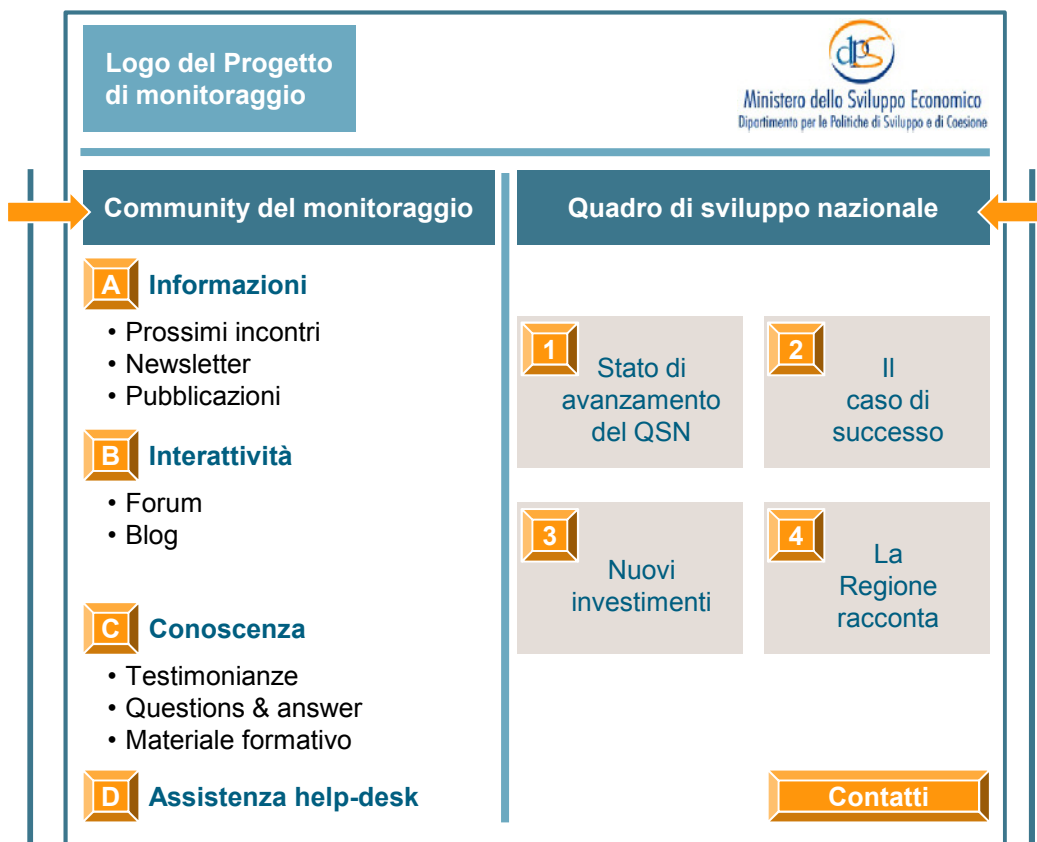 Logo del Progetto
di monitoraggio
dps
Ministero dello Sviluppo Economico
Dipartimento per le Politiche di Sviluppo e di Coesione
Community del monitoraggio
A Informazioni
• Prossimi incontri
• Newsletter
• Pubblicazioni
B Interattività
• Forum
• Blog
C Conoscenza
• Testimonianze
• Questions & answer
• Materiale formativo
D Assistenza help-desk
Quadro di sviluppo nazionale
1
Stato di
avanzamento
del QSN
2
Il
caso di
successo
3
Nuovi
investimenti
4
La
Regione
racconta
Contatti